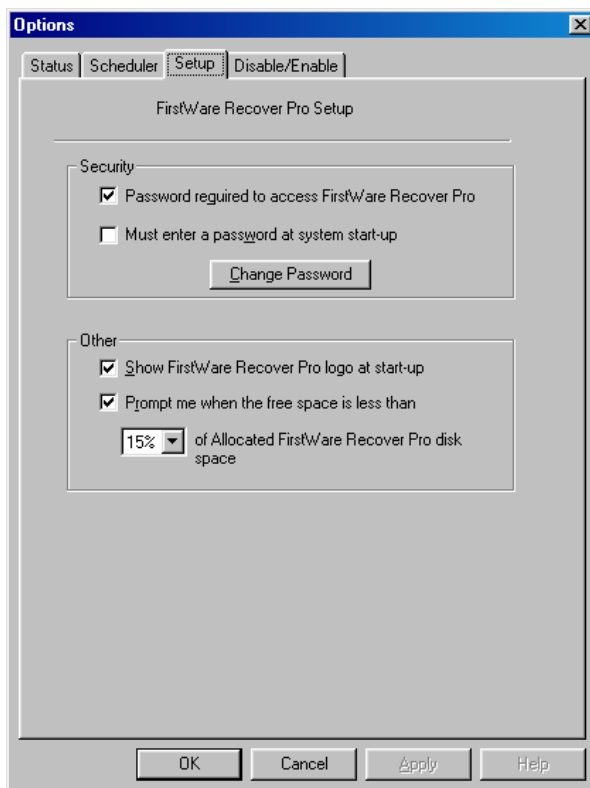 Options
Status
Scheduler
Setup
Disable/Enable
FirstWare Recover Pro Setup
Security
Password required to access FirstWare Recover Pro
Must enter a password at system start-up
Change Password
Other
Show FirstWare Recover Pro logo at start-up
Prompt me when the free space is less than
15%
of Allocated FirstWare Recover Pro disk
space
OK
Cancel
Apply
Help